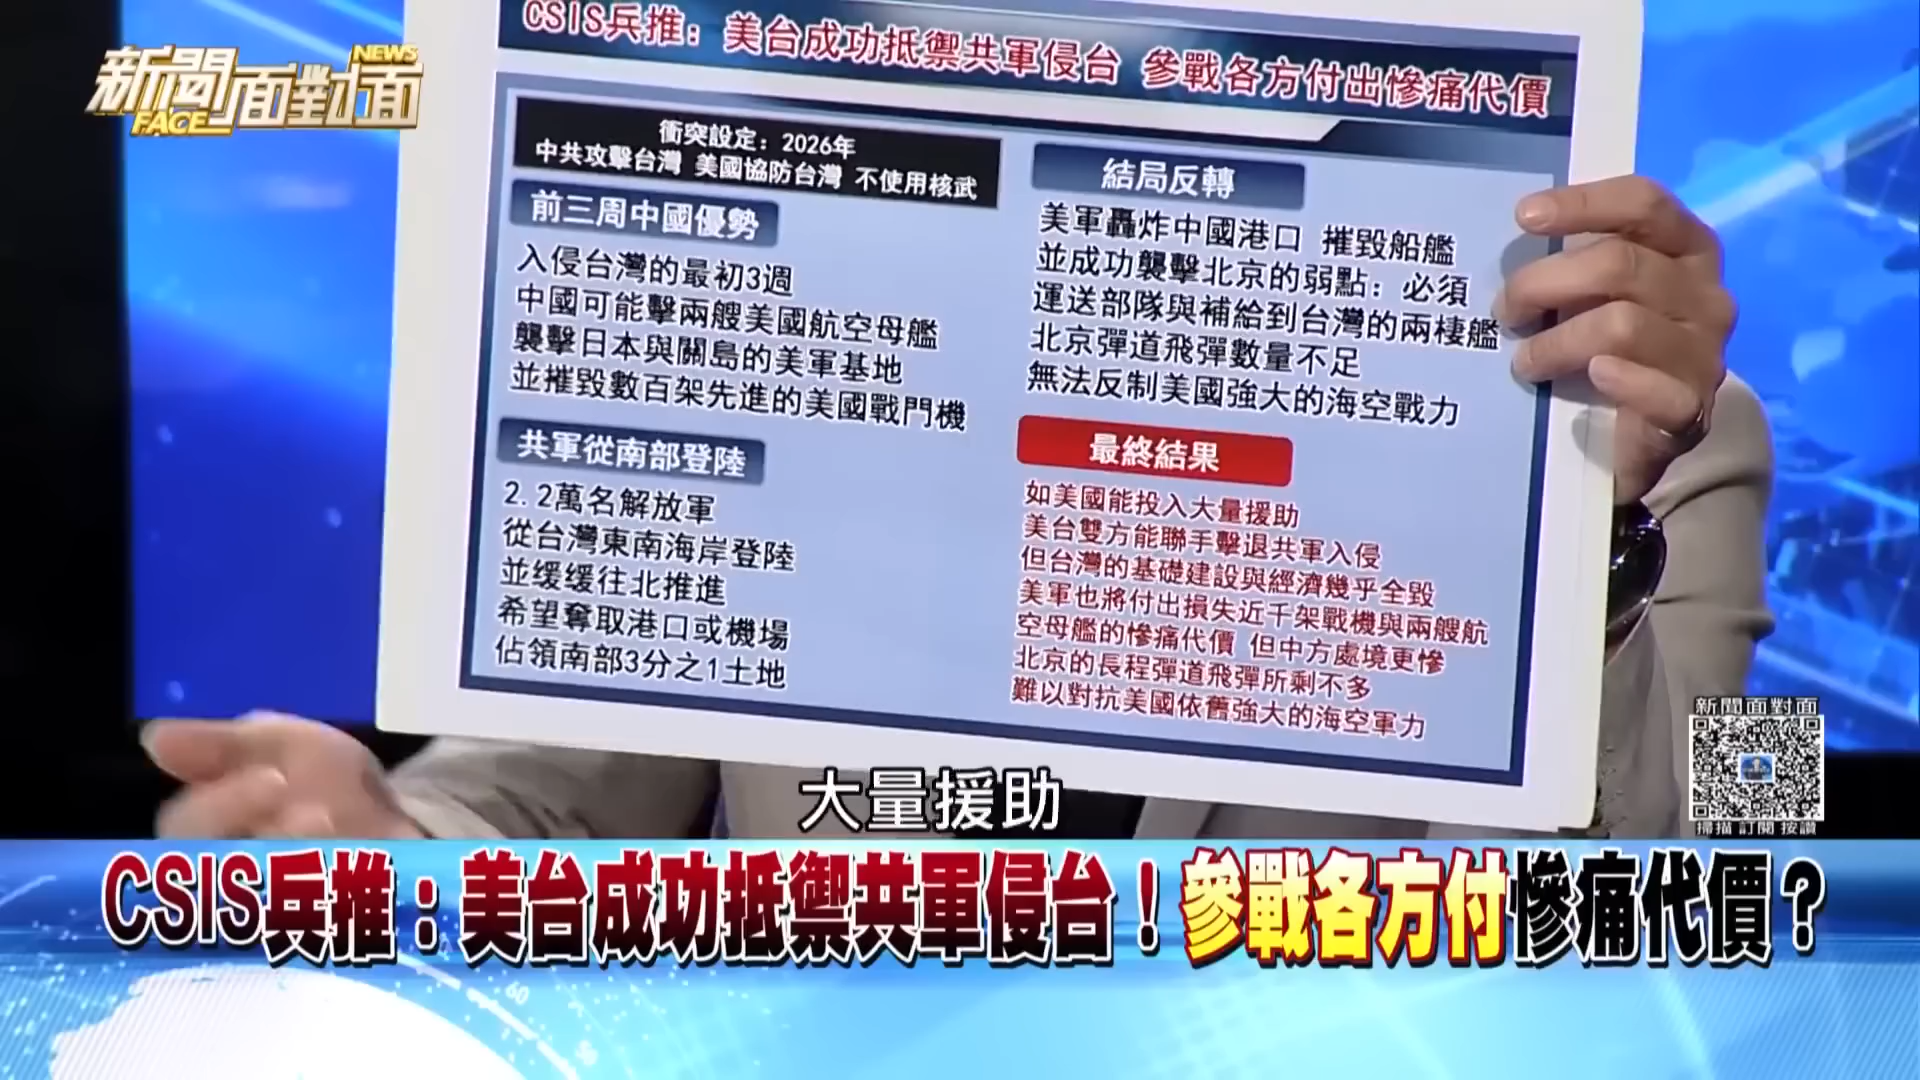 新聞面對面
NEWS
FACE
CSIS兵推：美台成功抵禦共軍侵台 參戰各方付出慘痛代價
衝突設定：2026年
中共攻擊台灣 美國協防台灣 不使用核武
前三周中國優勢
入侵台灣的最初3週
中國可能擊兩艘美國航空母艦
襲擊日本與關島的美軍基地
並摧毀數百架先進的美國戰鬥機
共軍從南部登陸
2.2萬名解放軍
從台灣東南海岸登陸
並缓缓往北推進
希望奪取港口或機場
佔領南部3分之1土地
結局反轉
美軍轟炸中國港口 摧毀船艦
並成功襲擊北京的弱點：必須
運送部隊與補給到台灣的兩棲艦
北京彈道飛彈數量不足
無法反制美國強大的海空戰力
最終結果
如美國能投入大量援助
美台雙方能聯手擊退共軍入侵
但台灣的基礎建設與經濟幾乎全毀
美軍也將付出損失近千架戰機與兩艘航
空母艦的慘痛代價 但中方處境更慘
北京的長程彈道飛彈所剩不多
難以對抗美國依舊強大的海空軍力
新聞面對面
掃描 訂閱 按讚
大量援助
CSIS兵推：美台成功抵禦共軍侵台！參戰各方付慘痛代價？
60